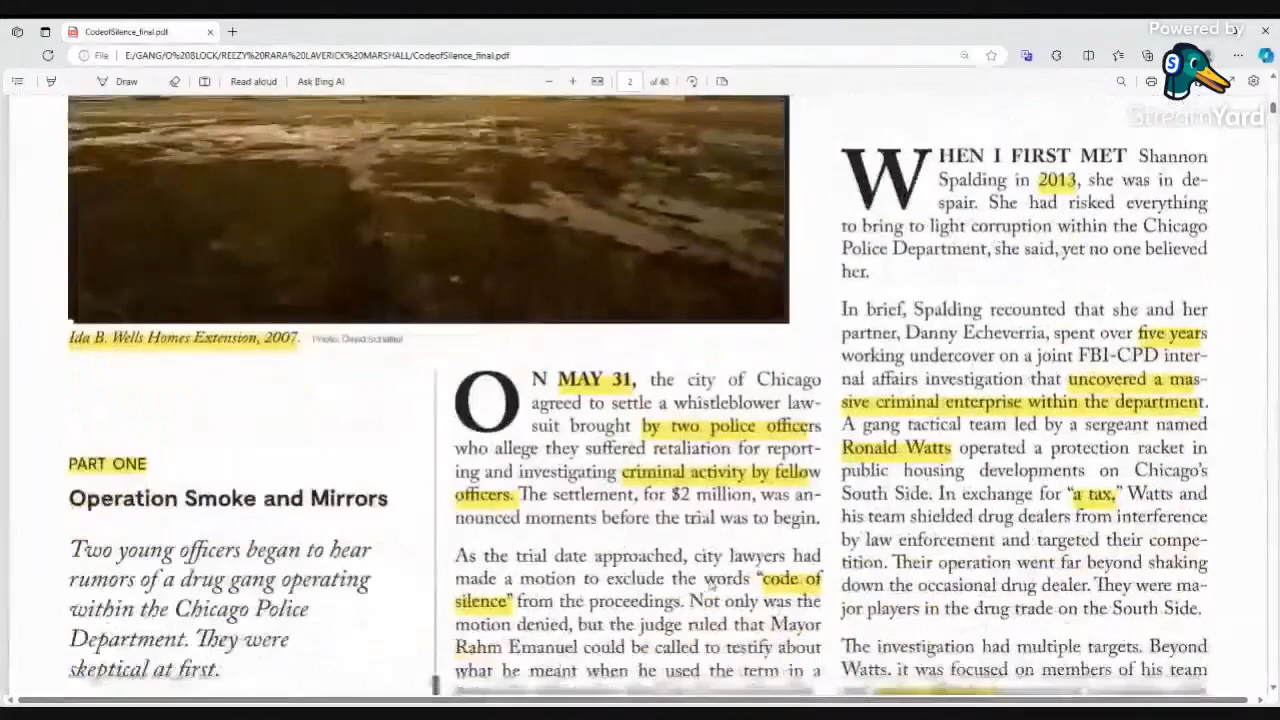 Powered by
StreamYard
CodeofSilence_final.pdf
File E:/GANG/O%20BLOCK/REEZY%20RARA%20LAVERICK%20MARSHALL/CodeofSilence_final.pdf
Draw Read aloud Ask Bing AI 2 of 40
Ida B. Wells Homes Extension, 2007.
PART ONE
Operation Smoke and Mirrors
Two young officers began to hear
rumors of a drug gang operating
within the Chicago Police
Department. They were
skeptical at first.
ON MAY 31, the city of Chicago
agreed to settle a whistleblower law-
suit brought by two police officers
who allege they suffered retaliation for report-
ing and investigating criminal activity by fellow
officers. The settlement, for $2 million, was an-
nounced moments before the trial was to begin.
As the trial date approached, city lawyers had
made a motion to exclude the words “code of
silence” from the proceedings. Not only was the
motion denied, but the judge ruled that Mayor
Rahm Emanuel could be called to testify about
what he meant when he used the term in a
WHEN I FIRST MET Shannon
Spalding in 2013, she was in de-
spair. She had risked everything
to bring to light corruption within the Chicago
Police Department, she said, yet no one believed
her.
In brief, Spalding recounted that she and her
partner, Danny Echeverria, spent over five years
working undercover on a joint FBI-CPD inter-
nal affairs investigation that uncovered a mas-
sive criminal enterprise within the department.
A gang tactical team led by a sergeant named
Ronald Watts operated a protection racket in
public housing developments on Chicago’s
South Side. In exchange for “a tax,” Watts and
his team shielded drug dealers from interference
by law enforcement and targeted their compe-
tition. Their operation went far beyond shaking
down the occasional drug dealer. They were ma-
jor players in the drug trade on the South Side.
The investigation had multiple targets. Beyond
Watts, it was focused on members of his team